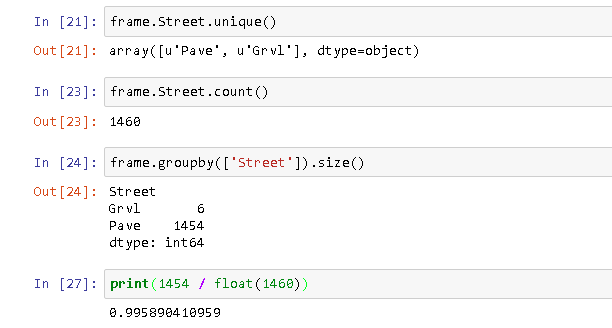 In [21]: frame.Street.unique()
Out[21]: array([u'Pave', u'Grvl'], dtype=object)
In [23]: frame.Street.count()
Out[23]: 1460
In [24]: frame.groupby(['Street']).size()
Out[24]: Street
Grvl       6
Pave    1454
dtype: int64
In [27]: print(1454 / float(1460))
0.995890410959